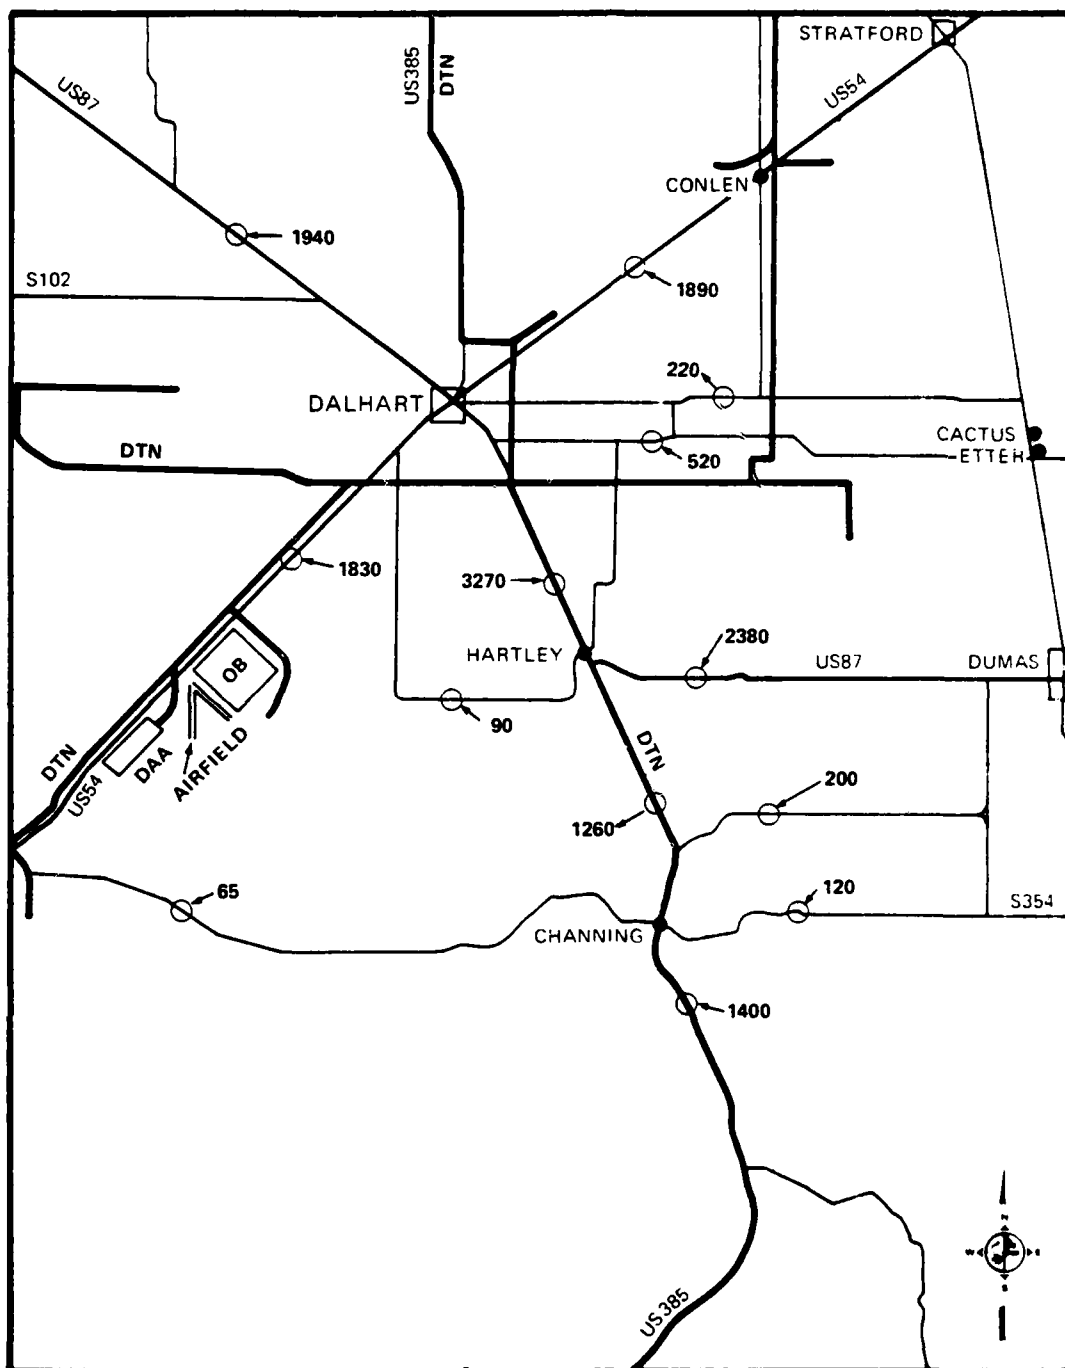 STRATFORD
US385
DTN
US87
US54
CONLEN
1940
S102
1890
220
DALHART
CACTUS
ETTER
DTN
520
1830
3270
HARTLEY
2380
US87
DUMAS
OB
90
DTN
DTN
US54
DAA
AIRFIELD
200
1260
65
120
S354
CHANNING
1400
US385
N
W
E
S